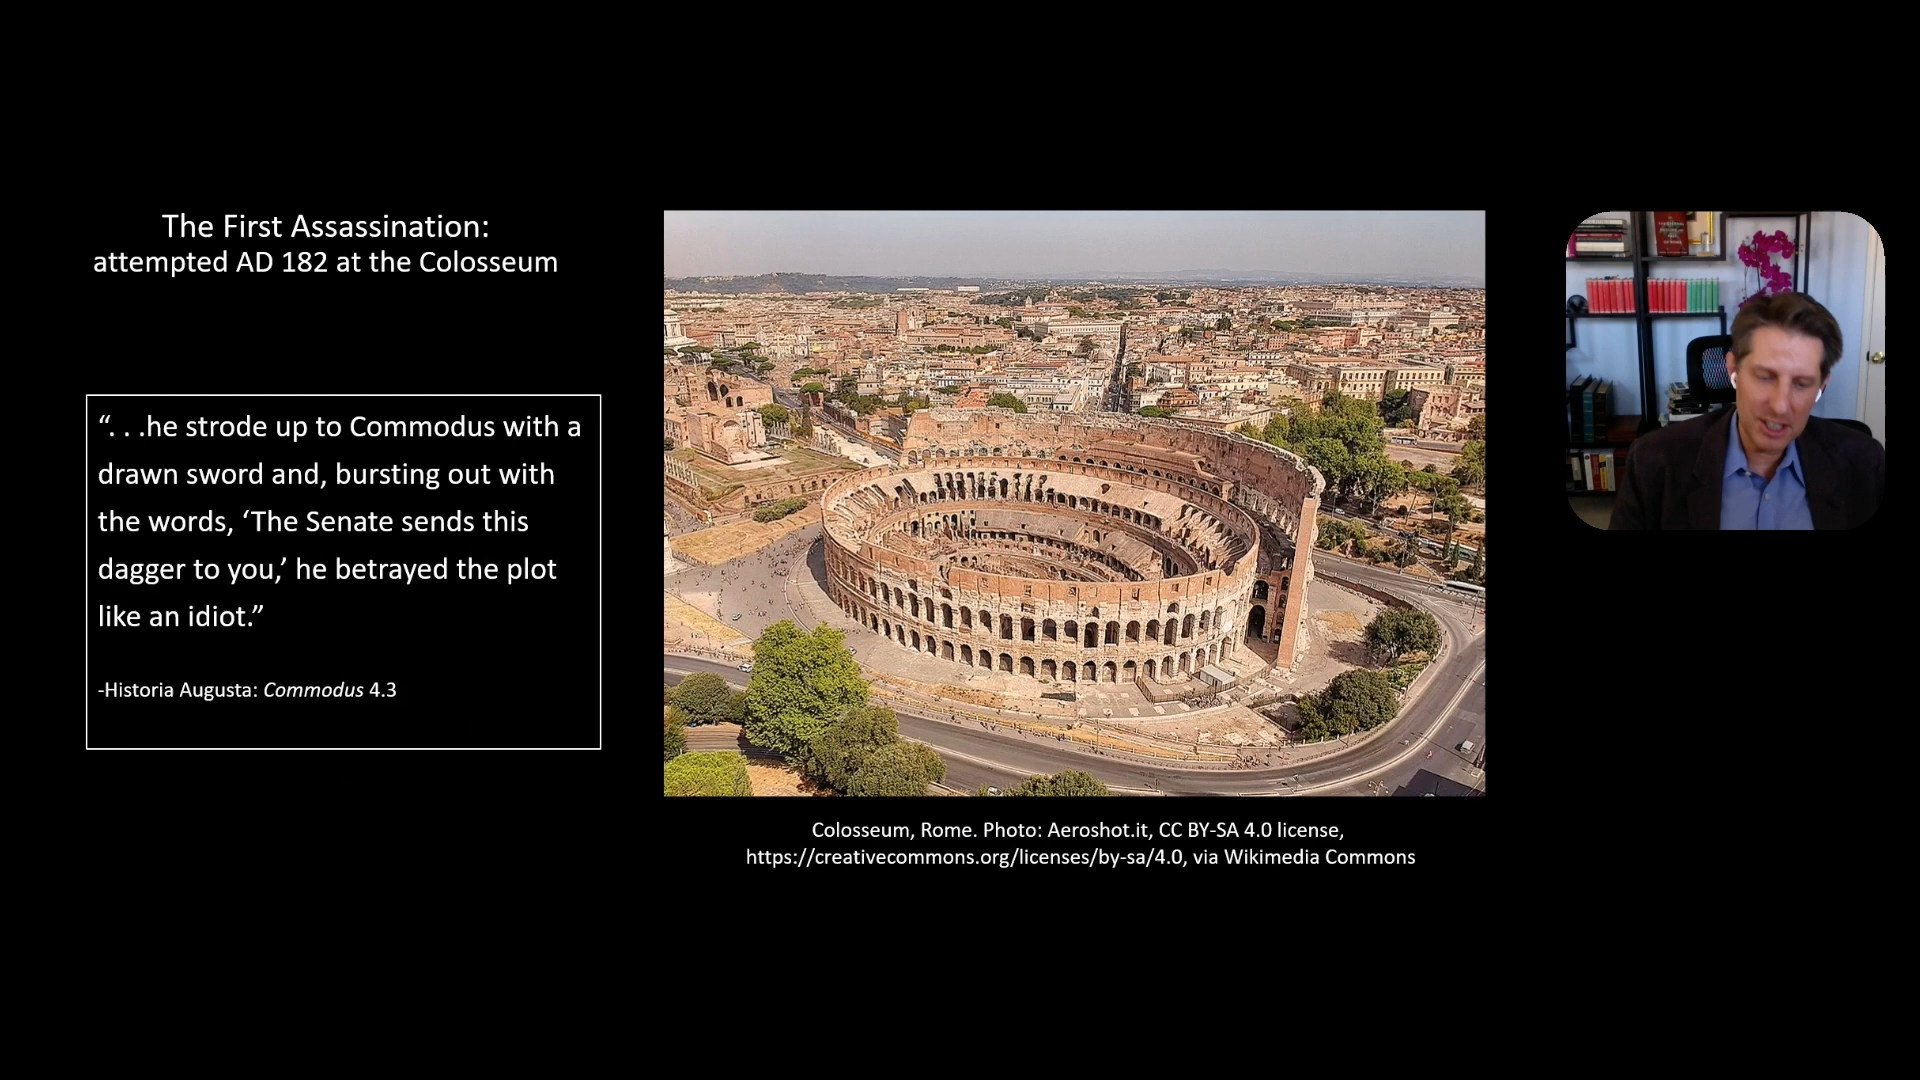 The First Assassination:
attempted AD 182 at the Colosseum
“. . .he strode up to Commodus with a
drawn sword and, bursting out with
the words, ‘The Senate sends this
dagger to you,’ he betrayed the plot
like an idiot.”
-Historia Augusta: Commodus 4.3
Colosseum, Rome. Photo: Aeroshot.it, CC BY-SA 4.0 license,
https://creativecommons.org/licenses/by-sa/4.0, via Wikimedia Commons